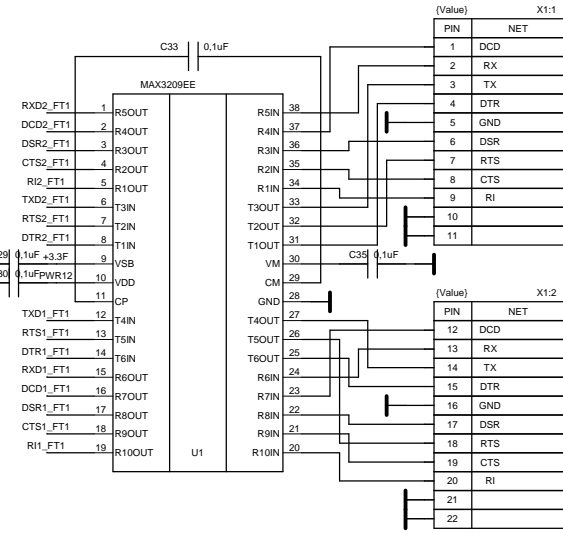 {Value} X1:1
PIN NET
1 DCD
2 RX
3 TX
4 DTR
5 GND
6 DSR
7 RTS
8 CTS
9 RI
10
11
C33 0,1uF
MAX3209EE
RXD2_FT1 1 R5OUT R5IN 38
DCD2_FT1 2 R4OUT R4IN 37
DSR2_FT1 3 R3OUT R3IN 36
CTS2_FT1 4 R2OUT R2IN 35
RI2_FT1 5 R1OUT R1IN 34
TXD2_FT1 6 T3IN T3OUT 33
RTS2_FT1 7 T2IN T2OUT 32
DTR2_FT1 8 T1IN T1OUT 31
29 0,1uF +3.3F 9 VSB VM 30 C35 0,1uF
30 0,1uF PWR12 10 VDD CM 29
11 CP GND 28
TXD1_FT1 12 T4IN T4OUT 27
RTS1_FT1 13 T5IN T5OUT 26
DTR1_FT1 14 T6IN T6OUT 25
RXD1_FT1 15 R6OUT R6IN 24
DCD1_FT1 16 R7OUT R7IN 23
DSR1_FT1 17 R8OUT R8IN 22
CTS1_FT1 18 R9OUT R9IN 21
RI1_FT1 19 R10OUT U1 R10IN 20
{Value} X1:2
PIN NET
12 DCD
13 RX
14 TX
15 DTR
16 GND
17 DSR
18 RTS
19 CTS
20 RI
21
22